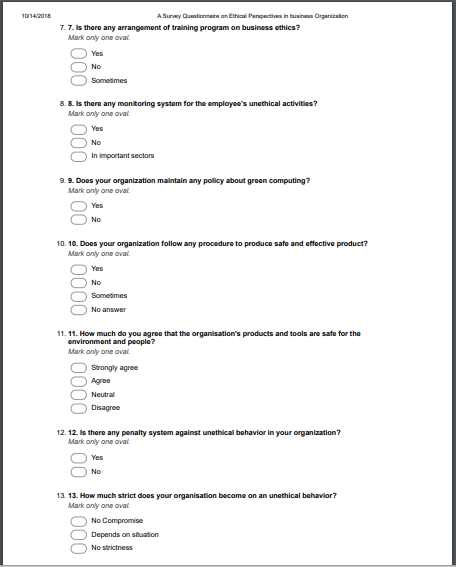 10/14/2018 A Survey Questionnaire on Ethical Perspectives in business Organization
7. 7. Is there any arrangement of training program on business ethics?
Mark only one oval.
Yes
No
Sometimes
8. 8. Is there any monitoring system for the employee's unethical activities?
Mark only one oval.
Yes
No
In important sectors
9. 9. Does your organization maintain any policy about green computing?
Mark only one oval.
Yes
No
10. 10. Does your organization follow any procedure to produce safe and effective product?
Mark only one oval.
Yes
No
Sometimes
No answer
11. 11. How much do you agree that the organisation's products and tools are safe for the
environment and people?
Mark only one oval.
Strongly agree
Agree
Neutral
Disagree
12. 12. Is there any penalty system against unethical behavior in your organization?
Mark only one oval.
Yes
No
13. 13. How much strict does your organisation become on an unethical behavior?
Mark only one oval.
No Compromise
Depends on situation
No strictness